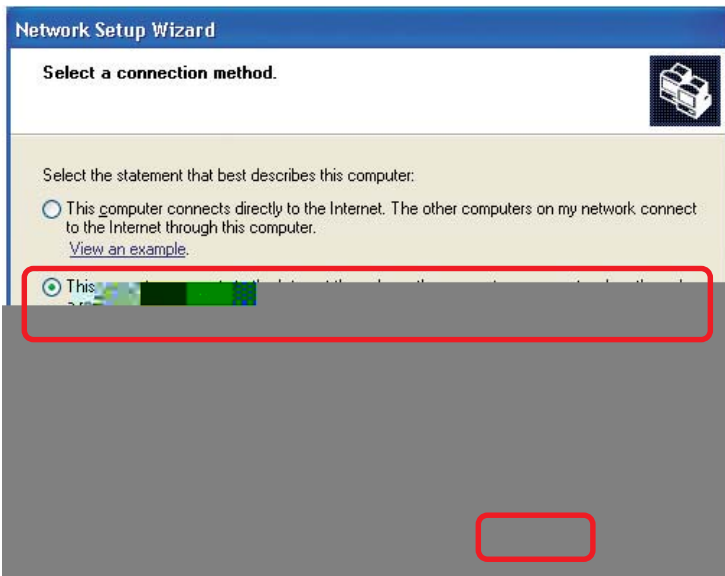 Network Setup Wizard
Select a connection method.
Select the statement that best describes this computer:
This computer connects directly to the Internet. The other computers on my network connect
to the Internet through this computer.
View an example.
This